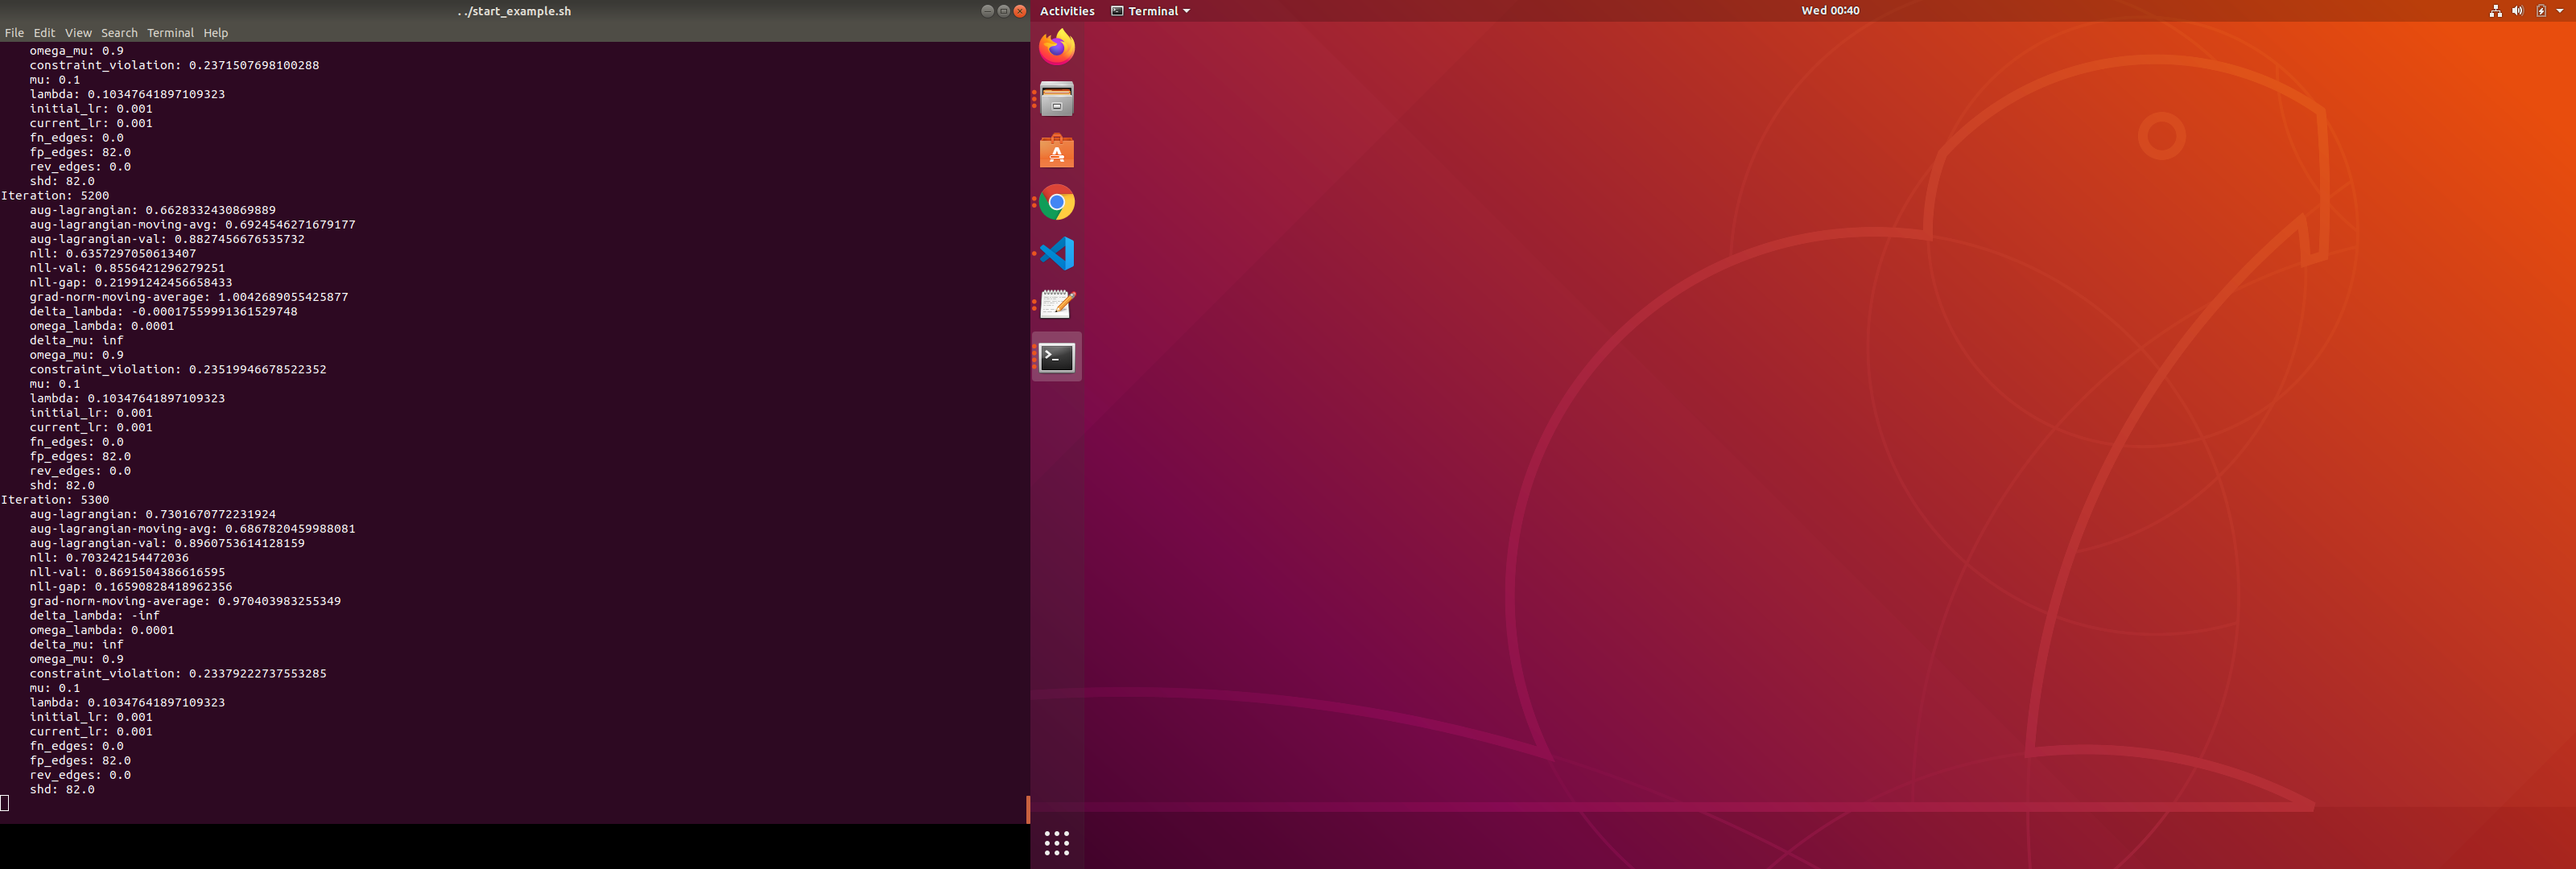 ../start_example.sh
File Edit View Search Terminal Help
omega_mu: 0.9
constraint_violation: 0.2371507698100288
mu: 0.1
lambda: 0.10347641897109323
initial_lr: 0.001
current_lr: 0.001
fn_edges: 0.0
fp_edges: 82.0
rev_edges: 0.0
shd: 82.0
Iteration: 5200
aug-lagrangian: 0.6628332430869889
aug-lagrangian-moving-avg: 0.6924546271679177
aug-lagrangian-val: 0.8827456676535732
nll: 0.6357297050613407
nll-val: 0.8556421296279251
nll-gap: 0.21991242456658433
grad-norm-moving-average: 1.0042689055425877
delta_lambda: -0.00017559991361529748
omega_lambda: 0.0001
delta_mu: inf
omega_mu: 0.9
constraint_violation: 0.23519946678522352
mu: 0.1
lambda: 0.10347641897109323
initial_lr: 0.001
current_lr: 0.001
fn_edges: 0.0
fp_edges: 82.0
rev_edges: 0.0
shd: 82.0
Iteration: 5300
aug-lagrangian: 0.7301670772231924
aug-lagrangian-moving-avg: 0.6867820459988081
aug-lagrangian-val: 0.8960753614128159
nll: 0.703242154472036
nll-val: 0.8691504386616595
nll-gap: 0.16590828418962356
grad-norm-moving-average: 0.970403983255349
delta_lambda: -inf
omega_lambda: 0.0001
delta_mu: inf
omega_mu: 0.9
constraint_violation: 0.23379222737553285
mu: 0.1
lambda: 0.10347641897109323
initial_lr: 0.001
current_lr: 0.001
fn_edges: 0.0
fp_edges: 82.0
rev_edges: 0.0
shd: 82.0
Activities Terminal Wed 00:40